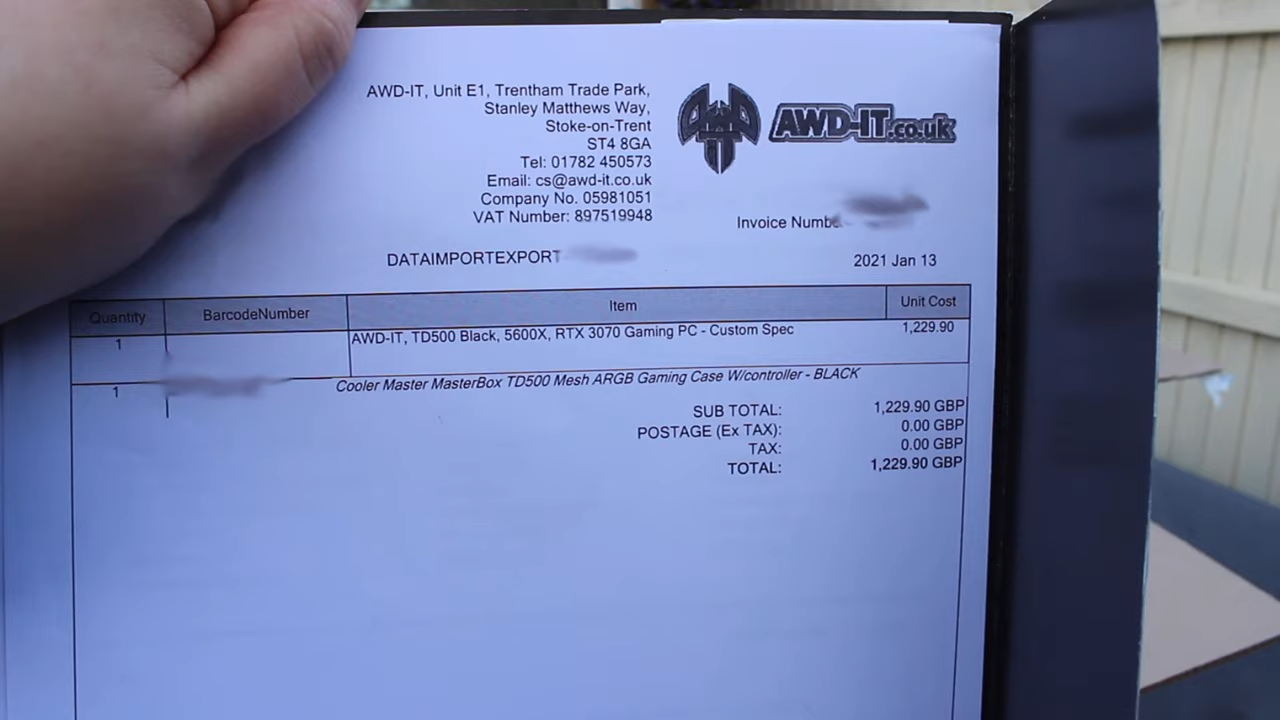 AWD-IT, Unit E1, Trentham Trade Park,
Stanley Matthews Way,
Stoke-on-Trent
ST4 8GA
Tel: 01782 450573
Email: cs@awd-it.co.uk
Company No. 05981051
VAT Number: 897519948
AWD-IT
AWD-IT.co.uk
Invoice Numbe
DATAIMPORTEXPORT
2021 Jan 13
Quantity BarcodeNumber Item Unit Cost
1 AWD-IT, TD500 Black, 5600X, RTX 3070 Gaming PC - Custom Spec 1,229.90
1 Cooler Master MasterBox TD500 Mesh ARGB Gaming Case W/controller - BLACK
SUB TOTAL: 1,229.90 GBP
POSTAGE (Ex TAX): 0.00 GBP
TAX: 0.00 GBP
TOTAL: 1,229.90 GBP